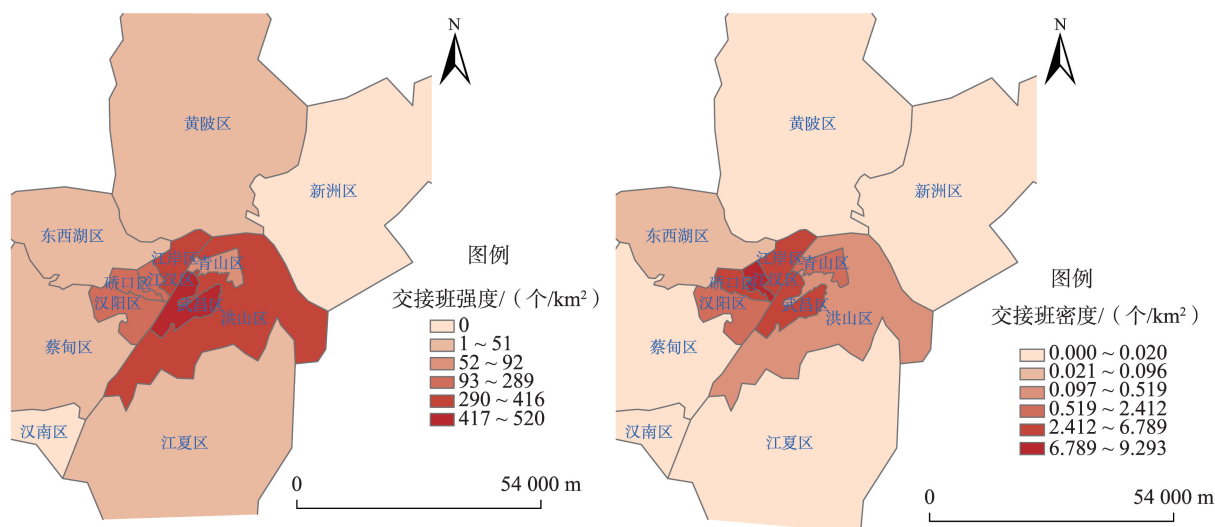 N
黄陂区
新洲区
东西湖区
江岸区
青山区
硚口区
江汉区
汉阳区
武昌区
洪山区
蔡甸区
汉南区
江夏区
图例
交接班强度/（个/km²）
0
1 ~ 51
52 ~ 92
93 ~ 289
290 ~ 416
417 ~ 520
0 54 000 m
N
黄陂区
新洲区
东西湖区
江岸区
青山区
硚口区
江汉区
汉阳区
武昌区
洪山区
蔡甸区
汉南区
江夏区
图例
交接班密度/（个/km²）
0.000 ~ 0.020
0.021 ~ 0.096
0.097 ~ 0.519
0.519 ~ 2.412
2.412 ~ 6.789
6.789 ~ 9.293
0 54 000 m